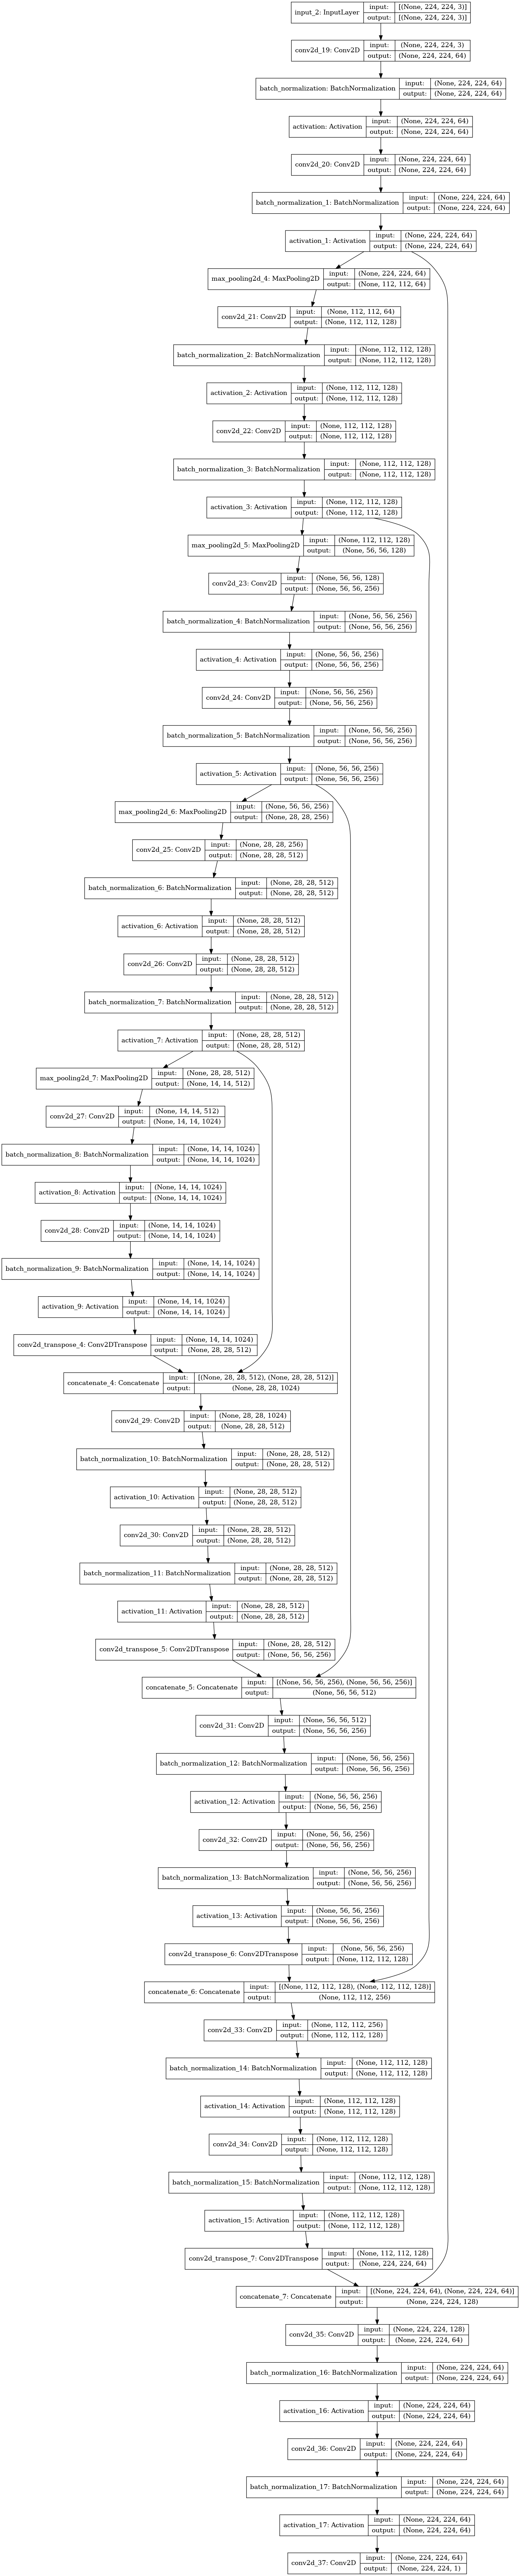 input_2: InputLayer
input: [(None, 224, 224, 3)]
output: [(None, 224, 224, 3)]
conv2d_19: Conv2D
input: (None, 224, 224, 3)
output: (None, 224, 224, 64)
batch_normalization: BatchNormalization
input: (None, 224, 224, 64)
output: (None, 224, 224, 64)
activation: Activation
input: (None, 224, 224, 64)
output: (None, 224, 224, 64)
conv2d_20: Conv2D
input: (None, 224, 224, 64)
output: (None, 224, 224, 64)
batch_normalization_1: BatchNormalization
input: (None, 224, 224, 64)
output: (None, 224, 224, 64)
activation_1: Activation
input: (None, 224, 224, 64)
output: (None, 224, 224, 64)
max_pooling2d_4: MaxPooling2D
input: (None, 224, 224, 64)
output: (None, 112, 112, 64)
conv2d_21: Conv2D
input: (None, 112, 112, 64)
output: (None, 112, 112, 128)
batch_normalization_2: BatchNormalization
input: (None, 112, 112, 128)
output: (None, 112, 112, 128)
activation_2: Activation
input: (None, 112, 112, 128)
output: (None, 112, 112, 128)
conv2d_22: Conv2D
input: (None, 112, 112, 128)
output: (None, 112, 112, 128)
batch_normalization_3: BatchNormalization
input: (None, 112, 112, 128)
output: (None, 112, 112, 128)
activation_3: Activation
input: (None, 112, 112, 128)
output: (None, 112, 112, 128)
max_pooling2d_5: MaxPooling2D
input: (None, 112, 112, 128)
output: (None, 56, 56, 128)
conv2d_23: Conv2D
input: (None, 56, 56, 128)
output: (None, 56, 56, 256)
batch_normalization_4: BatchNormalization
input: (None, 56, 56, 256)
output: (None, 56, 56, 256)
activation_4: Activation
input: (None, 56, 56, 256)
output: (None, 56, 56, 256)
conv2d_24: Conv2D
input: (None, 56, 56, 256)
output: (None, 56, 56, 256)
batch_normalization_5: BatchNormalization
input: (None, 56, 56, 256)
output: (None, 56, 56, 256)
activation_5: Activation
input: (None, 56, 56, 256)
output: (None, 56, 56, 256)
max_pooling2d_6: MaxPooling2D
input: (None, 56, 56, 256)
output: (None, 28, 28, 256)
conv2d_25: Conv2D
input: (None, 28, 28, 256)
output: (None, 28, 28, 512)
batch_normalization_6: BatchNormalization
input: (None, 28, 28, 512)
output: (None, 28, 28, 512)
activation_6: Activation
input: (None, 28, 28, 512)
output: (None, 28, 28, 512)
conv2d_26: Conv2D
input: (None, 28, 28, 512)
output: (None, 28, 28, 512)
batch_normalization_7: BatchNormalization
input: (None, 28, 28, 512)
output: (None, 28, 28, 512)
activation_7: Activation
input: (None, 28, 28, 512)
output: (None, 28, 28, 512)
max_pooling2d_7: MaxPooling2D
input: (None, 28, 28, 512)
output: (None, 14, 14, 512)
conv2d_27: Conv2D
input: (None, 14, 14, 512)
output: (None, 14, 14, 1024)
batch_normalization_8: BatchNormalization
input: (None, 14, 14, 1024)
output: (None, 14, 14, 1024)
activation_8: Activation
input: (None, 14, 14, 1024)
output: (None, 14, 14, 1024)
conv2d_28: Conv2D
input: (None, 14, 14, 1024)
output: (None, 14, 14, 1024)
batch_normalization_9: BatchNormalization
input: (None, 14, 14, 1024)
output: (None, 14, 14, 1024)
activation_9: Activation
input: (None, 14, 14, 1024)
output: (None, 14, 14, 1024)
conv2d_transpose_4: Conv2DTranspose
input: (None, 14, 14, 1024)
output: (None, 28, 28, 512)
concatenate_4: Concatenate
input: [(None, 28, 28, 512), (None, 28, 28, 512)]
output: (None, 28, 28, 1024)
conv2d_29: Conv2D
input: (None, 28, 28, 1024)
output: (None, 28, 28, 512)
batch_normalization_10: BatchNormalization
input: (None, 28, 28, 512)
output: (None, 28, 28, 512)
activation_10: Activation
input: (None, 28, 28, 512)
output: (None, 28, 28, 512)
conv2d_30: Conv2D
input: (None, 28, 28, 512)
output: (None, 28, 28, 512)
batch_normalization_11: BatchNormalization
input: (None, 28, 28, 512)
output: (None, 28, 28, 512)
activation_11: Activation
input: (None, 28, 28, 512)
output: (None, 28, 28, 512)
conv2d_transpose_5: Conv2DTranspose
input: (None, 28, 28, 512)
output: (None, 56, 56, 256)
concatenate_5: Concatenate
input: [(None, 56, 56, 256), (None, 56, 56, 256)]
output: (None, 56, 56, 512)
conv2d_31: Conv2D
input: (None, 56, 56, 512)
output: (None, 56, 56, 256)
batch_normalization_12: BatchNormalization
input: (None, 56, 56, 256)
output: (None, 56, 56, 256)
activation_12: Activation
input: (None, 56, 56, 256)
output: (None, 56, 56, 256)
conv2d_32: Conv2D
input: (None, 56, 56, 256)
output: (None, 56, 56, 256)
batch_normalization_13: BatchNormalization
input: (None, 56, 56, 256)
output: (None, 56, 56, 256)
activation_13: Activation
input: (None, 56, 56, 256)
output: (None, 56, 56, 256)
conv2d_transpose_6: Conv2DTranspose
input: (None, 56, 56, 256)
output: (None, 112, 112, 128)
concatenate_6: Concatenate
input: [(None, 112, 112, 128), (None, 112, 112, 128)]
output: (None, 112, 112, 256)
conv2d_33: Conv2D
input: (None, 112, 112, 256)
output: (None, 112, 112, 128)
batch_normalization_14: BatchNormalization
input: (None, 112, 112, 128)
output: (None, 112, 112, 128)
activation_14: Activation
input: (None, 112, 112, 128)
output: (None, 112, 112, 128)
conv2d_34: Conv2D
input: (None, 112, 112, 128)
output: (None, 112, 112, 128)
batch_normalization_15: BatchNormalization
input: (None, 112, 112, 128)
output: (None, 112, 112, 128)
activation_15: Activation
input: (None, 112, 112, 128)
output: (None, 112, 112, 128)
conv2d_transpose_7: Conv2DTranspose
input: (None, 112, 112, 128)
output: (None, 224, 224, 64)
concatenate_7: Concatenate
input: [(None, 224, 224, 64), (None, 224, 224, 64)]
output: (None, 224, 224, 128)
conv2d_35: Conv2D
input: (None, 224, 224, 128)
output: (None, 224, 224, 64)
batch_normalization_16: BatchNormalization
input: (None, 224, 224, 64)
output: (None, 224, 224, 64)
activation_16: Activation
input: (None, 224, 224, 64)
output: (None, 224, 224, 64)
conv2d_36: Conv2D
input: (None, 224, 224, 64)
output: (None, 224, 224, 64)
batch_normalization_17: BatchNormalization
input: (None, 224, 224, 64)
output: (None, 224, 224, 64)
activation_17: Activation
input: (None, 224, 224, 64)
output: (None, 224, 224, 64)
conv2d_37: Conv2D
input: (None, 224, 224, 64)
output: (None, 224, 224, 1)